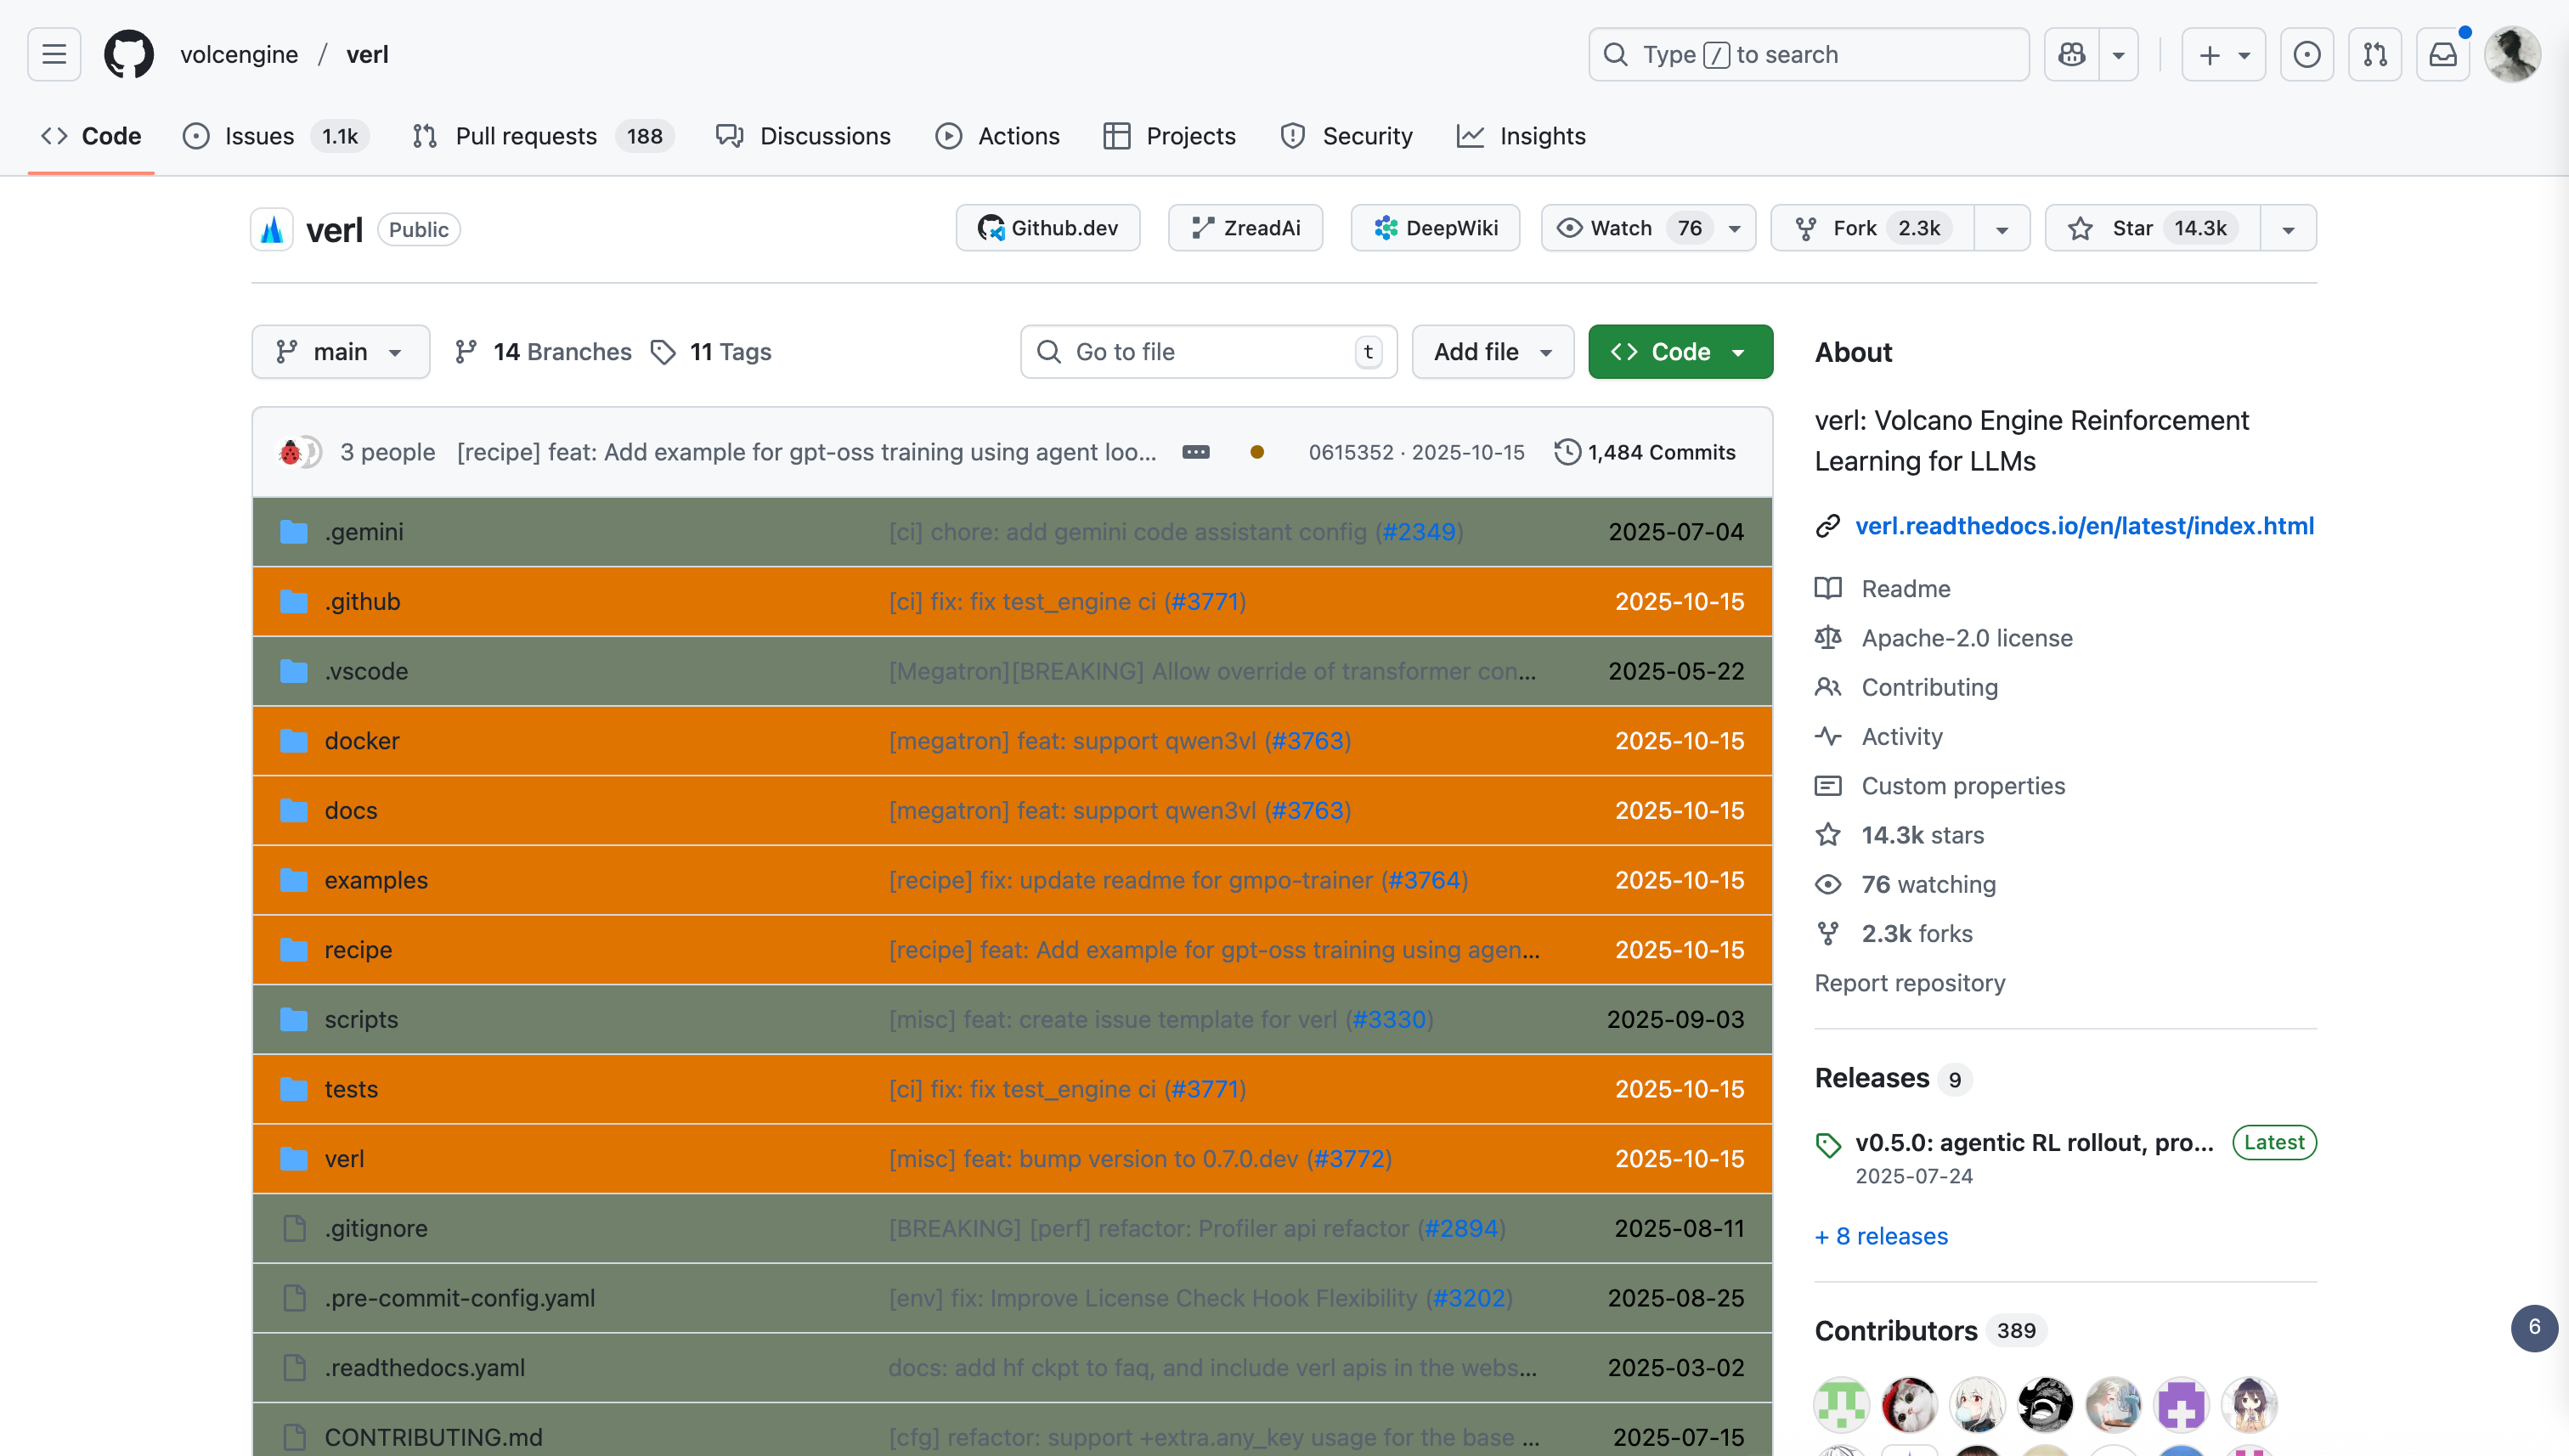 volcengine / verl
Type / to search
Code
Issues 1.1k
Pull requests 188
Discussions
Actions
Projects
Security
Insights
verl Public
Github.dev
ZreadAi
DeepWiki
Watch 76
Fork 2.3k
Star 14.3k
main
14 Branches
11 Tags
Go to file t
Add file
Code
3 people [recipe] feat: Add example for gpt-oss training using agent loo... 0615352 · 2025-10-15 1,484 Commits
.gemini [ci] chore: add gemini code assistant config (#2349) 2025-07-04
.github [ci] fix: fix test_engine ci (#3771) 2025-10-15
.vscode [Megatron][BREAKING] Allow override of transformer con... 2025-05-22
docker [megatron] feat: support qwen3vl (#3763) 2025-10-15
docs [megatron] feat: support qwen3vl (#3763) 2025-10-15
examples [recipe] fix: update readme for gmpo-trainer (#3764) 2025-10-15
recipe [recipe] feat: Add example for gpt-oss training using agen... 2025-10-15
scripts [misc] feat: create issue template for verl (#3330) 2025-09-03
tests [ci] fix: fix test_engine ci (#3771) 2025-10-15
verl [misc] feat: bump version to 0.7.0.dev (#3772) 2025-10-15
.gitignore [BREAKING] [perf] refactor: Profiler api refactor (#2894) 2025-08-11
.pre-commit-config.yaml [env] fix: Improve License Check Hook Flexibility (#3202) 2025-08-25
.readthedocs.yaml docs: add hf ckpt to faq, and include verl apis in the webs... 2025-03-02
CONTRIBUTING.md [cfg] refactor: support +extra.any_key usage for the base ... 2025-07-15
About
verl: Volcano Engine Reinforcement
Learning for LLMs
verl.readthedocs.io/en/latest/index.html
Readme
Apache-2.0 license
Contributing
Activity
Custom properties
14.3k stars
76 watching
2.3k forks
Report repository
Releases 9
v0.5.0: agentic RL rollout, pro... Latest
2025-07-24
+ 8 releases
Contributors 389
6